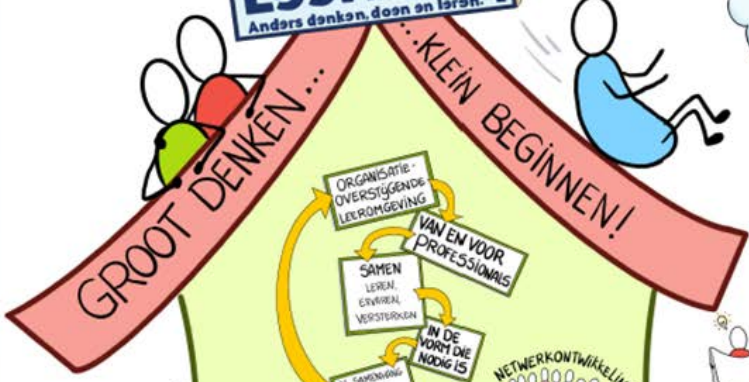 Anders denken, doen en leren.
GROOT DENKEN...
...KLEIN BEGINNEN!
ORGANISATIE-
OVERSTIJGENDE
LEEROMGEVING
VAN EN VOOR
PROFESSIONALS
SAMEN
LEREN,
ERVAREN,
VERSTERKEN
IN DE
VORM DIE
NODIG IS
SAMENHANG